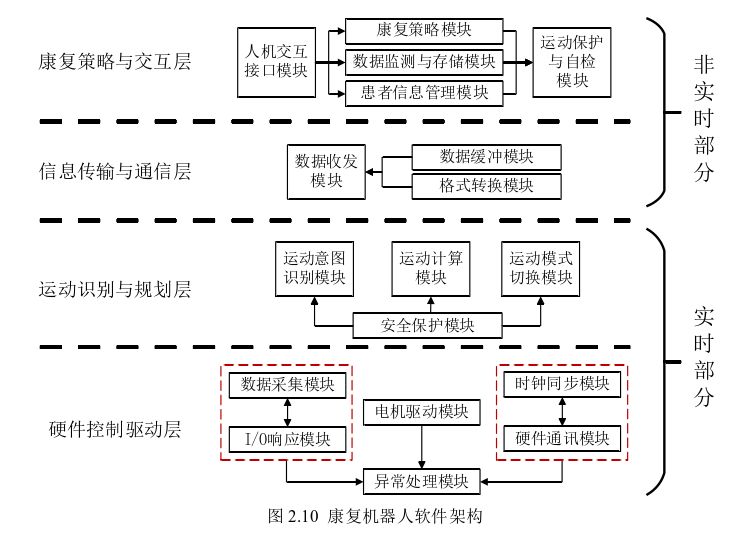 康复策略与交互层
人机交互
接口模块
康复策略模块
数据监测与存储模块
患者信息管理模块
运动保护
与自检
模块
非实时部分
信息传输与通信层
数据收发
模块
数据缓冲模块
格式转换模块
运动识别与规划层
运动意图
识别模块
运动计算
模块
运动模式
切换模块
安全保护模块
实时部分
硬件控制驱动层
数据采集模块
I/O响应模块
电机驱动模块
时钟同步模块
硬件通讯模块
异常处理模块
图 2.10 康复机器人软件架构